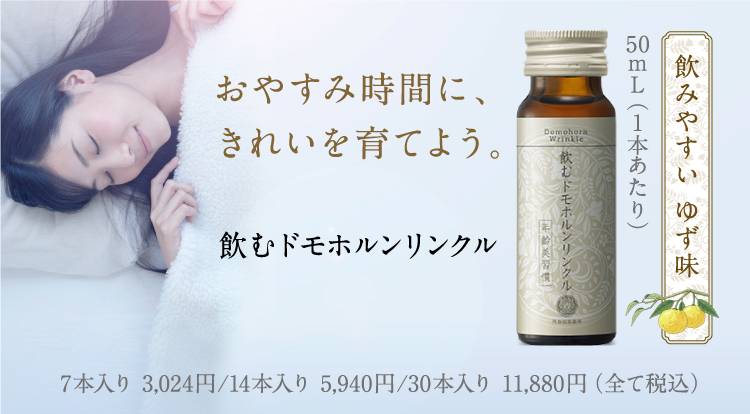 おやすみ時間に、
きれいを育てよう。
飲むドモホルンリンクル
Domohorn
Wrinkle
飲むドモホルンリンクル
年齢美習慣
50mL（1本あたり）
飲みやすい ゆず味
7本入り 3,024円/14本入り 5,940円/30本入り 11,880円（全て税込）